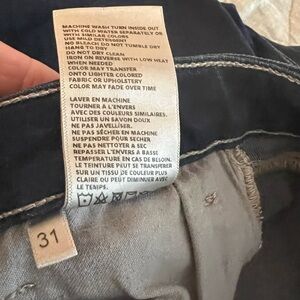 MACHINE WASH TURN INSIDE OUT
WITH COLD WATER SEPARATELY OR
WITH SIMILAR COLORS
USE MILD DETERGENT
NO BLEACH DO NOT TUMBLE DRY
HANG TO DRY
DO NOT DRY CLEAN
IRON ON REVERSE WITH LOW HEAT
WHEN NEEDED
COLOR MAY TRANSFER
ONTO LIGHTER COLORED
FABRIC OR UPHOLSTERY
COLOR MAY FADE OVER TIME
LAVER EN MACHINE
TOURNER A L'ENVERS
AVEC DES COULEURS SIMILAIRES.
UTILISER UN SAVON DOUX
NE PAS JAVELLISER.
NE PAS SÉCHER EN MACHINE
SUSPENDRE POUR SÉCHER
NE PAS NETTOYER A SEC
REPASSER L'ENVERS A BASSE
TEMPERATURE EN CAS DE BESOIN.
LE TEINTURE PEUT SE TRANSFERER
SUR UN TISSU DE COULEUR PLUS
CLAIRE OU PEUT DIMINUER AVEC
LE TEMPS.
31